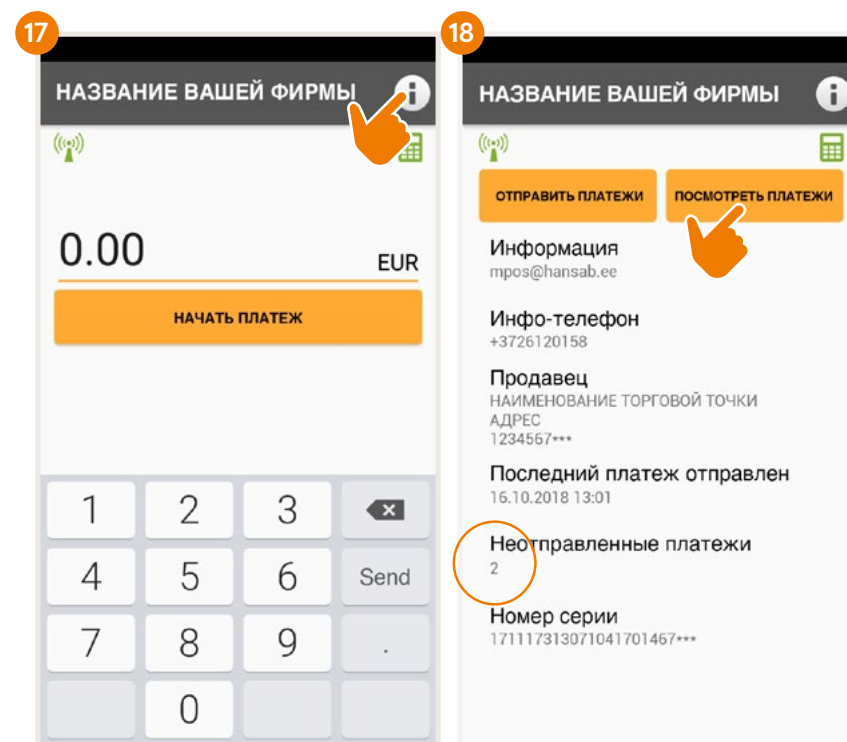 17
НАЗВАНИЕ ВАШЕЙ ФИРМЫ
0.00 EUR
НАЧАТЬ ПЛАТЕЖ
1 2 3
4 5 6 Send
7 8 9 .
0
18
НАЗВАНИЕ ВАШЕЙ ФИРМЫ i
ОТПРАВИТЬ ПЛАТЕЖИ ПОСМОТРЕТЬ ПЛАТЕЖИ
Информация
mpos@hansab.ee
Инфо-телефон
+3726120158
Продавец
НАИМЕНОВАНИЕ ТОРГОВОЙ ТОЧКИ
АДРЕС
1234567***
Последний платеж отправлен
16.10.2018 13:01
Неотправленные платежи
2
Номер серии
171117313071041701467***